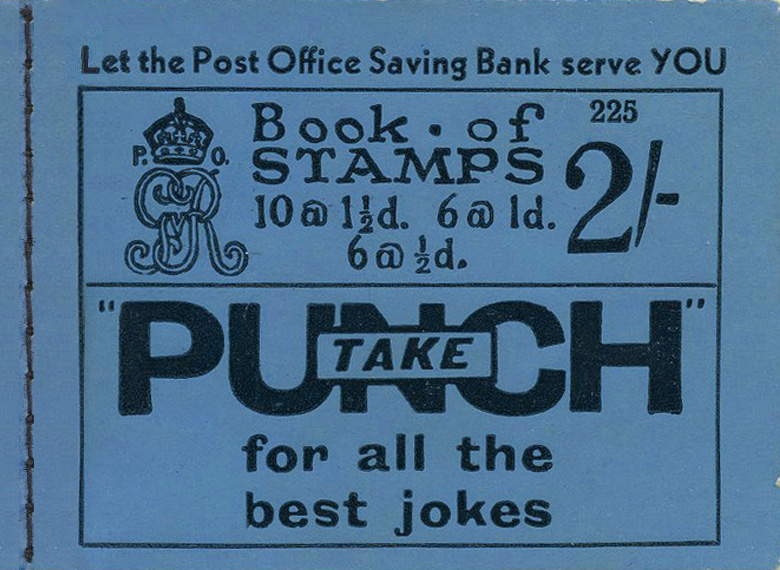 Let the Post Office Saving Bank serve YOU
225
Book · of
STAMPS
2/-
P. O.
10 @ 1½d. 6 @ 1d.
6 @ ½d.
"PUNCH"
TAKE
for all the
best jokes